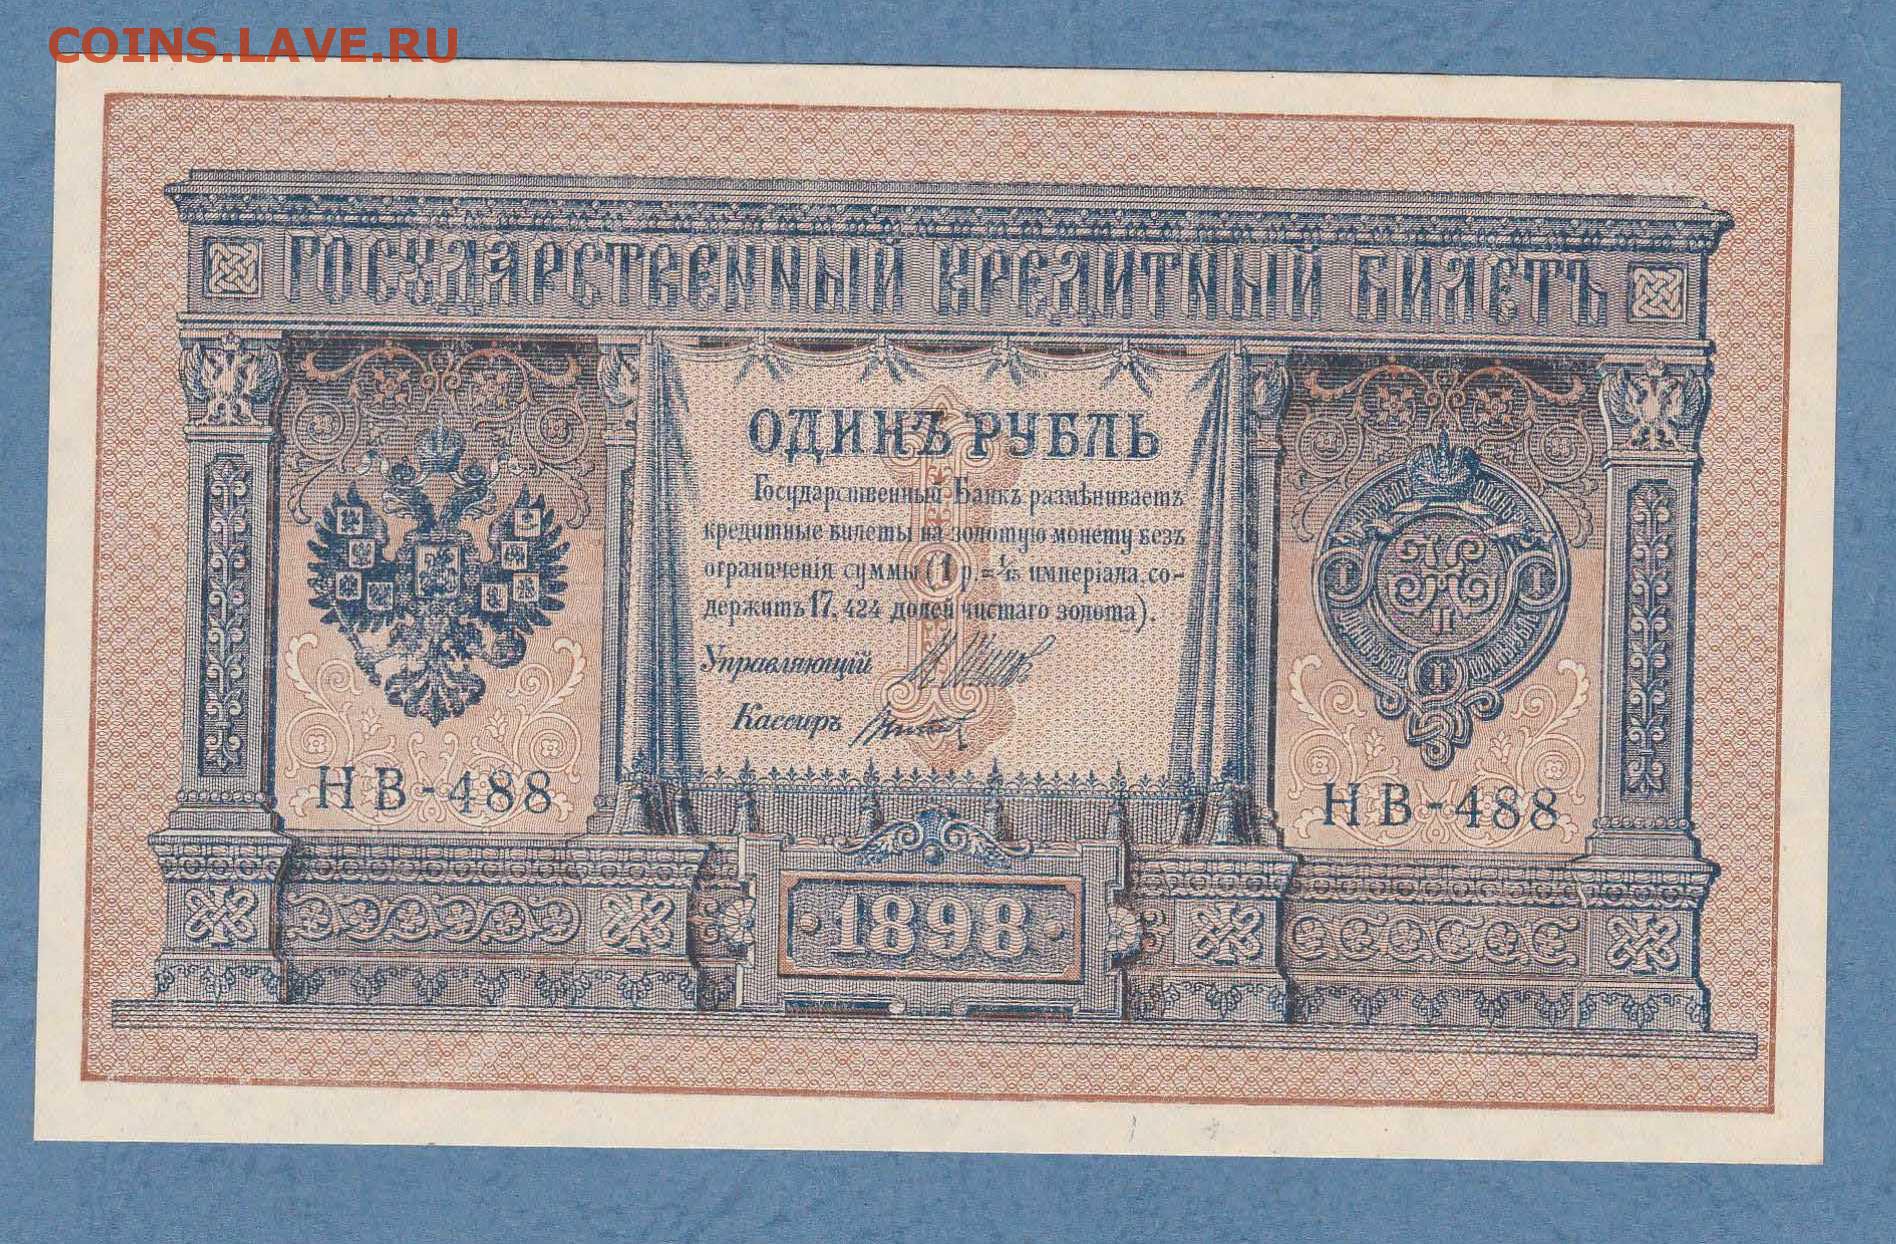 COINS.LAVE.RU
ГОСУДАРСТВЕННЫЙ КРЕДИТНЫЙ БИЛЕТЪ
ОДИНЪ РУБЛЬ
Государственный Банкъ размѣниваетъ
кредитные билеты на золотую монету безъ
ограниченія суммы (1 р. = 1/15 имперіала, со-
держитъ 17,424 долей чистаго золота).
Управляющій
Кассиръ
НВ-488
НВ-488
1898